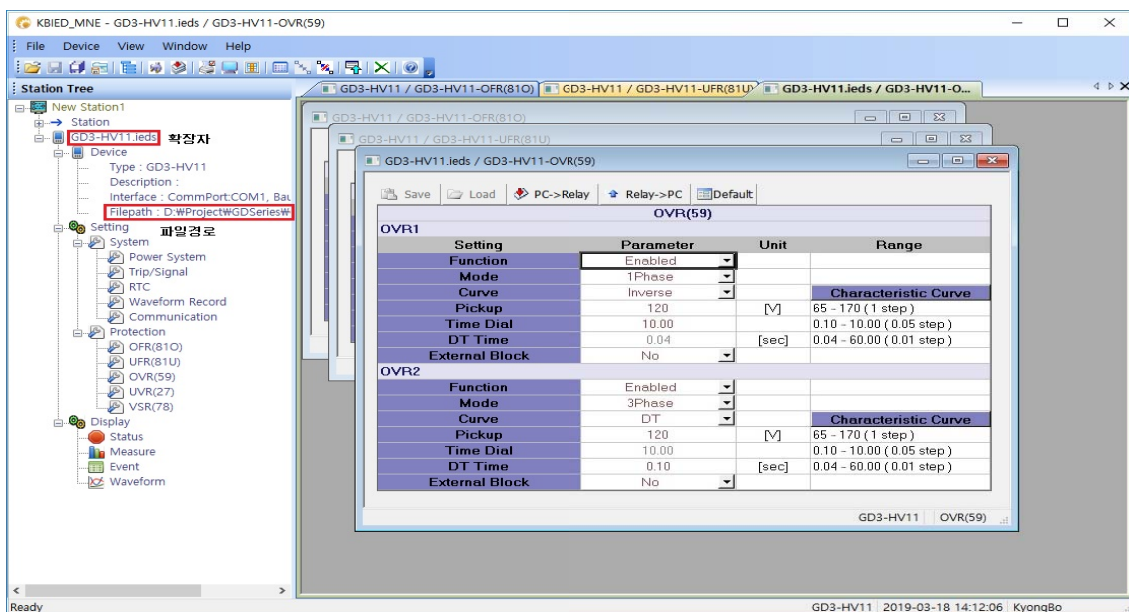 KBIED_MNE - GD3-HV11.ieds / GD3-HV11-OVR(59)
File Device View Window Help
Station Tree
GD3-HV11 / GD3-HV11-OFR(81O) GD3-HV11 / GD3-HV11-UFR(81U) GD3-HV11.ieds / GD3-HV11-O...
New Station1
Station
GD3-HV11.ieds 확장자
Device
Type : GD3-HV11
Description :
Interface : CommPort:COM1, Bau
Filepath : D:₩Project₩GDSeries₩
Setting 파일경로
System
Power System
Trip/Signal
RTC
Waveform Record
Communication
Protection
OFR(81O)
UFR(81U)
OVR(59)
UVR(27)
VSR(78)
Display
Status
Measure
Event
Waveform
GD3-HV11 / GD3-HV11-OFR(81O)
GD3-HV11 / GD3-HV11-UFR(81U)
GD3-HV11.ieds / GD3-HV11-OVR(59)
Save Load PC->Relay Relay->PC Default
OVR(59)
OVR1
Setting Parameter Unit Range
Function Enabled
Mode 1Phase
Curve Inverse Characteristic Curve
Pickup 120 [V] 65 - 170 ( 1 step )
Time Dial 10.00 0.10 - 10.00 ( 0.05 step )
DT Time 0.04 [sec] 0.04 - 60.00 ( 0.01 step )
External Block No
OVR2
Function Enabled
Mode 3Phase
Curve DT Characteristic Curve
Pickup 120 [V] 65 - 170 ( 1 step )
Time Dial 10.00 0.10 - 10.00 ( 0.05 step )
DT Time 0.10 [sec] 0.04 - 60.00 ( 0.01 step )
External Block No
GD3-HV11 OVR(59)
Ready GD3-HV11 2019-03-18 14:12:06 KyongBo